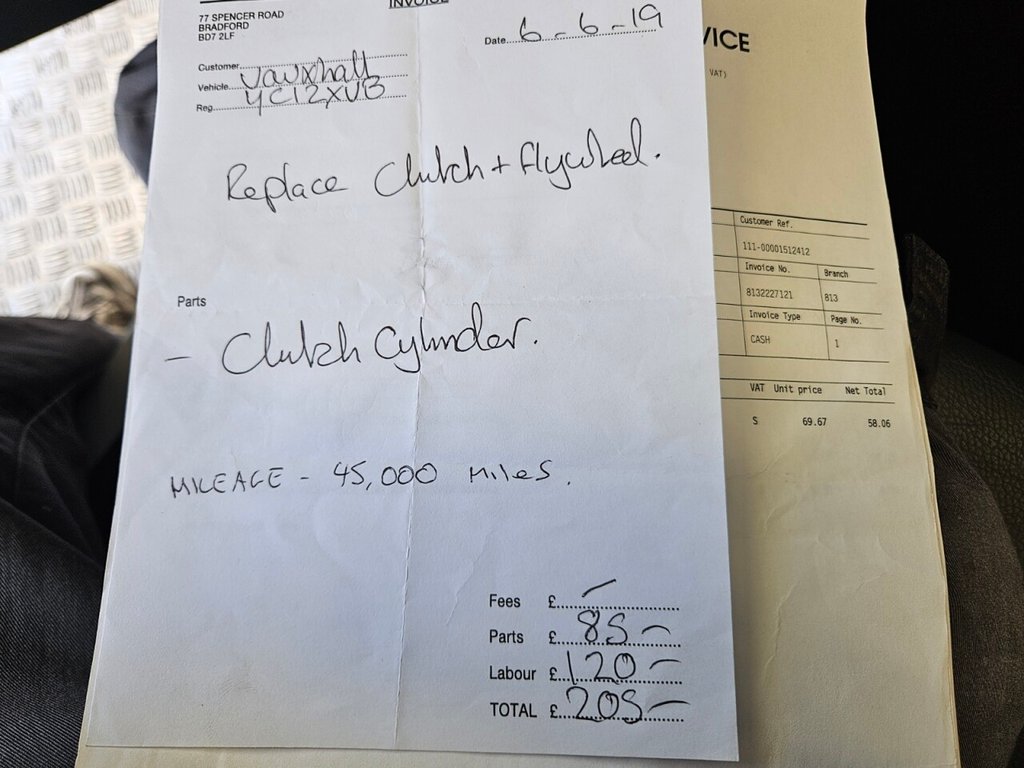 INVOICE
77 SPENCER ROAD
BRADFORD
BD7 2LF
Date 6-6-19
Customer
Vehicle Vauxhall
Reg. YC12XUB
Replace Clutch + flywheel.
Parts
- Clutch Cylinder.
MILEAGE - 45,000 Miles.
Fees £ -
Parts £ 85 -
Labour £ 120 -
TOTAL £ 205 -
VICE
VAT)
Customer Ref.
111-00001512412
Invoice No. Branch
8132227121 813
Invoice Type Page No.
CASH 1
VAT Unit price Net Total
S 69.67 58.06